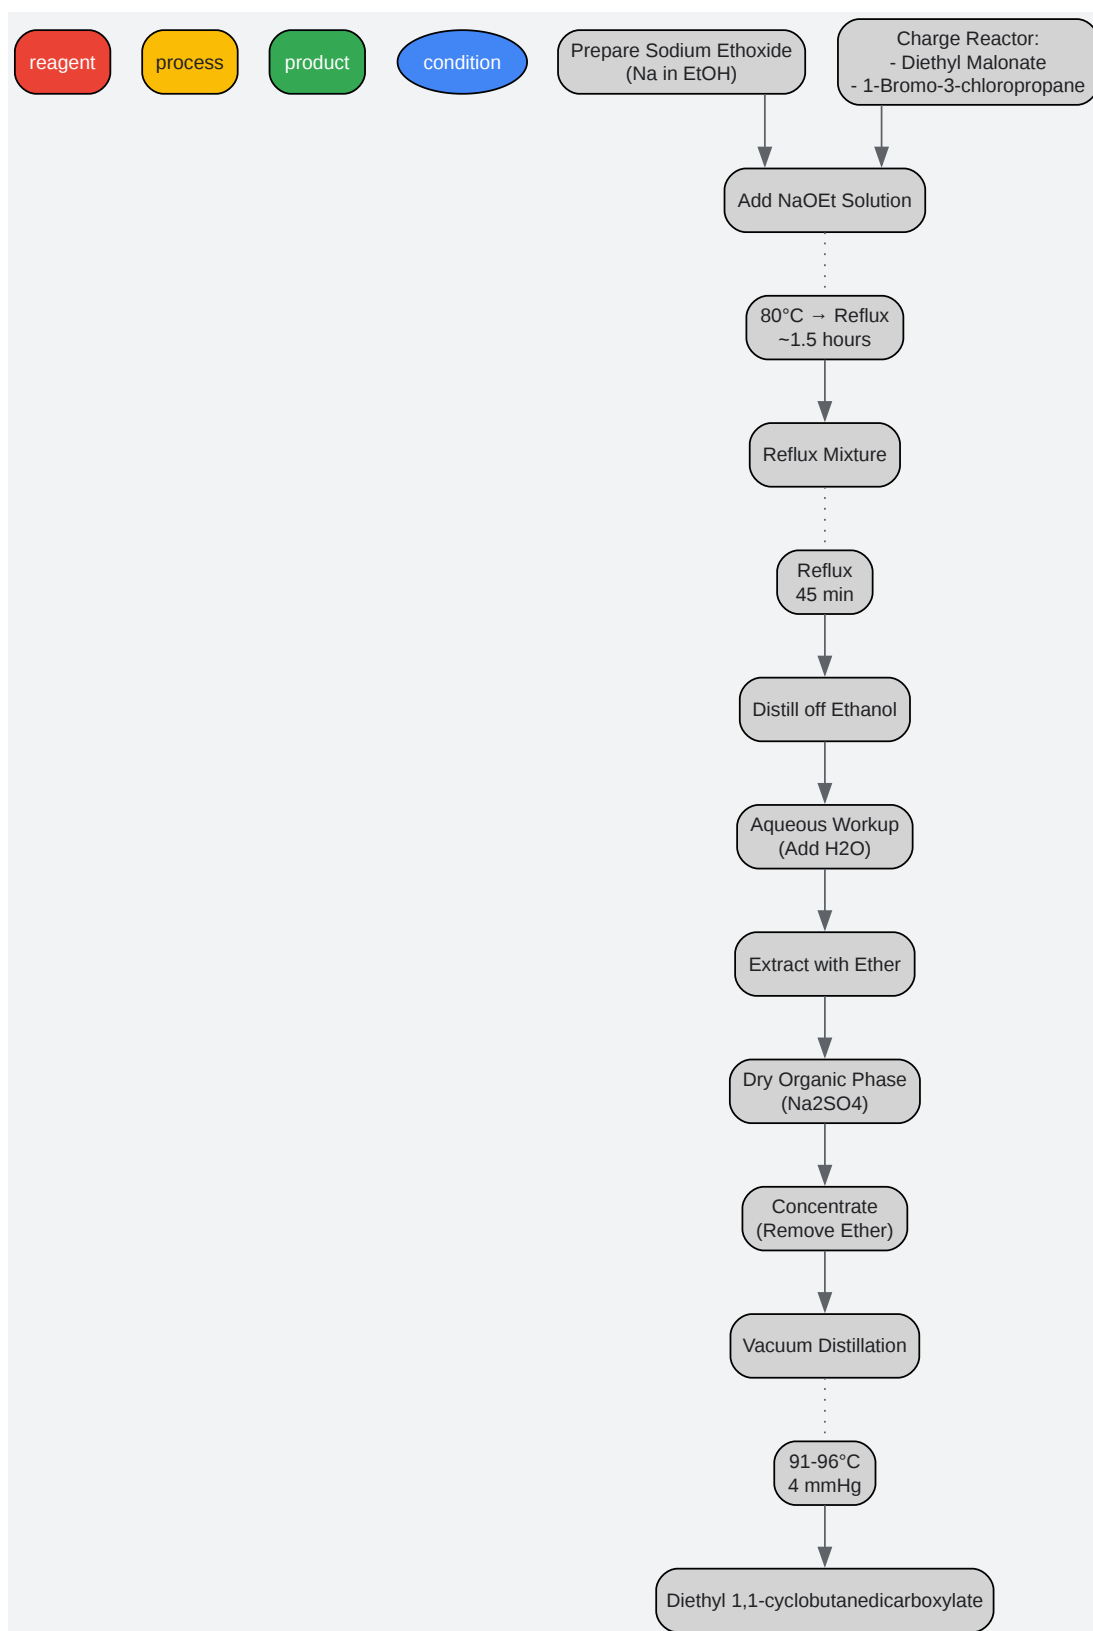 reagent
process
product
condition
Prepare Sodium Ethoxide
(Na in EtOH)
Charge Reactor:
- Diethyl Malonate
- 1-Bromo-3-chloropropane
Add NaOEt Solution
80°C → Reflux
~1.5 hours
Reflux Mixture
Reflux
45 min
Distill off Ethanol
Aqueous Workup
(Add H2O)
Extract with Ether
Dry Organic Phase
(Na2SO4)
Concentrate
(Remove Ether)
Vacuum Distillation
91-96°C
4 mmHg
Diethyl 1,1-cyclobutanedicarboxylate